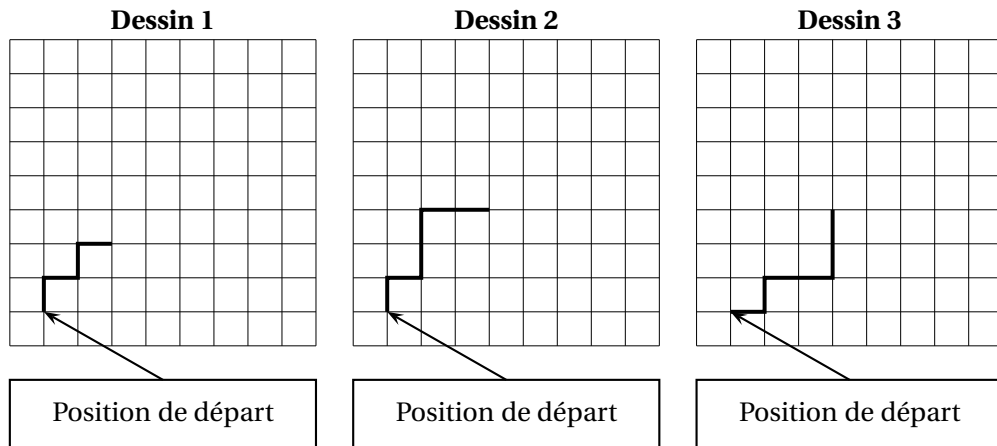 Dessin 1
Dessin 2
Dessin 3
Position de départ
Position de départ
Position de départ